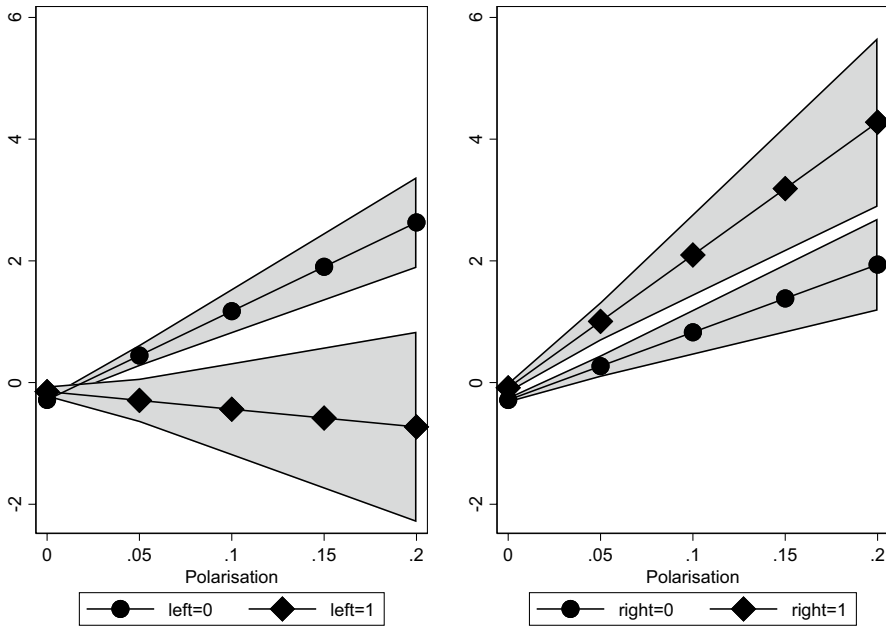 6
4
2
0
-2
0 .05 .1 .15 .2
Polarisation
left=0 left=1
0 .05 .1 .15 .2
Polarisation
right=0 right=1
6
4
2
0
-2